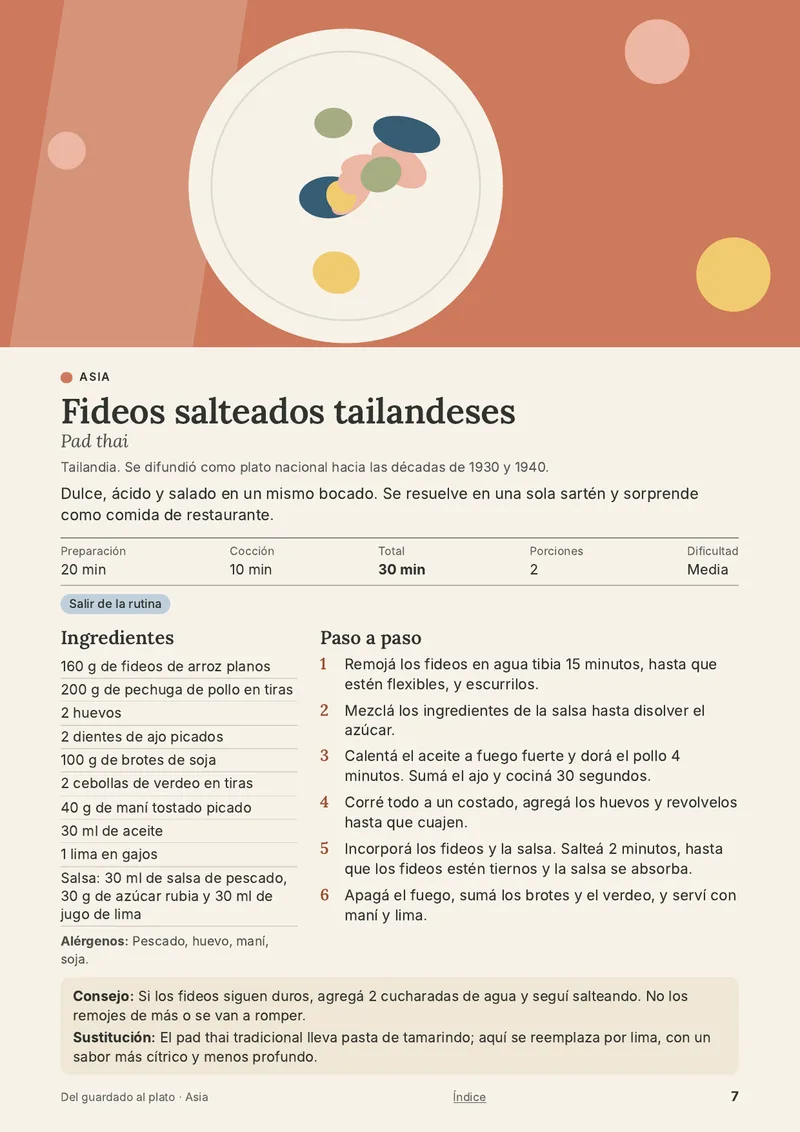 ASIA
Fideos salteados tailandeses
Pad thai
Tailandia. Se difundió como plato nacional hacia las décadas de 1930 y 1940.
Dulce, ácido y salado en un mismo bocado. Se resuelve en una sola sartén y sorprende
como comida de restaurante.
Preparación
20 min
Cocción
10 min
Total
30 min
Porciones
2
Dificultad
Media
Salir de la rutina
Ingredientes
160 g de fideos de arroz planos
200 g de pechuga de pollo en tiras
2 huevos
2 dientes de ajo picados
100 g de brotes de soja
2 cebollas de verdeo en tiras
40 g de maní tostado picado
30 ml de aceite
1 lima en gajos
Salsa: 30 ml de salsa de pescado,
30 g de azúcar rubia y 30 ml de
jugo de lima
Alérgenos: Pescado, huevo, maní,
soja.
Paso a paso
1 Remojá los fideos en agua tibia 15 minutos, hasta que
estén flexibles, y escurrilos.
2 Mezclá los ingredientes de la salsa hasta disolver el
azúcar.
3 Calentá el aceite a fuego fuerte y dorá el pollo 4
minutos. Sumá el ajo y cociná 30 segundos.
4 Corré todo a un costado, agregá los huevos y revolvelos
hasta que cuajen.
5 Incorporá los fideos y la salsa. Salteá 2 minutos, hasta
que los fideos estén tiernos y la salsa se absorba.
6 Apagá el fuego, sumá los brotes y el verdeo, y serví con
maní y lima.
Consejo: Si los fideos siguen duros, agregá 2 cucharadas de agua y seguí salteando. No los
remojes de más o se van a romper.
Sustitución: El pad thai tradicional lleva pasta de tamarindo; aquí se reemplaza por lima, con un
sabor más cítrico y menos profundo.
Del guardado al plato · Asia
Índice
7